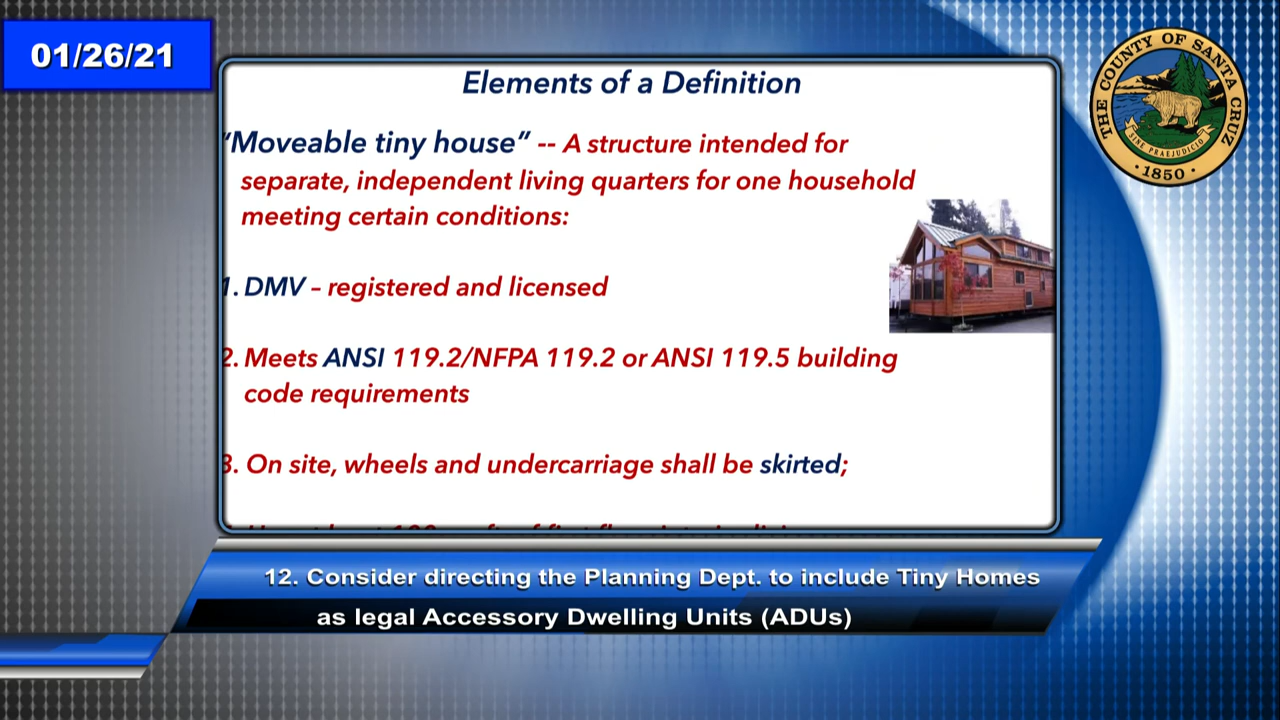 01/26/21
THE COUNTY OF SANTA CRUZ
SINE PRAEJUDICIO
· 1850 ·
Elements of a Definition
"Moveable tiny house" -- A structure intended for
separate, independent living quarters for one household
meeting certain conditions:
1. DMV – registered and licensed
2. Meets ANSI 119.2/NFPA 119.2 or ANSI 119.5 building
code requirements
3. On site, wheels and undercarriage shall be skirted;
12. Consider directing the Planning Dept. to include Tiny Homes
as legal Accessory Dwelling Units (ADUs)